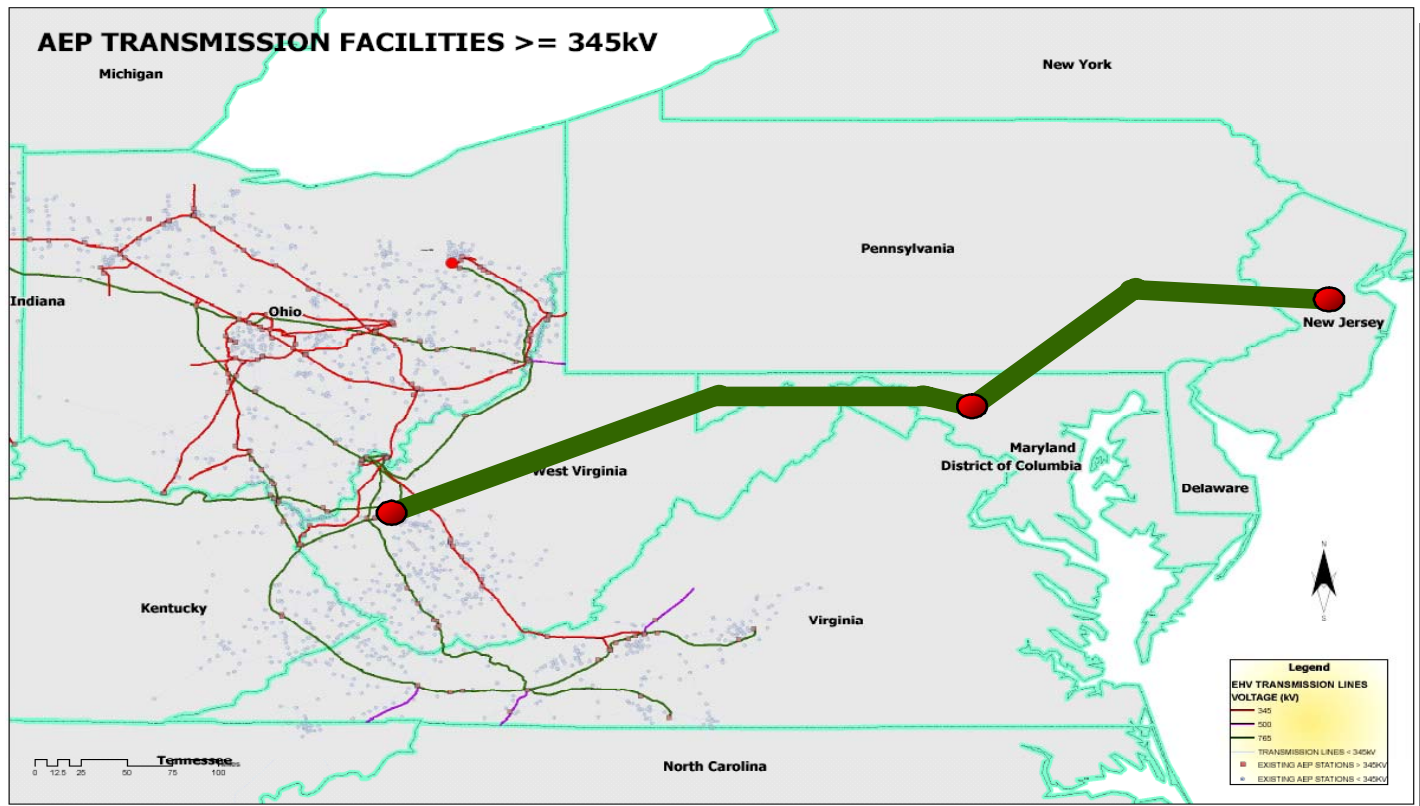 AEP TRANSMISSION FACILITIES >= 345kV
Michigan
New York
Pennsylvania
Indiana
Ohio
New Jersey
West Virginia
Maryland
District of Columbia
Delaware
Kentucky
Virginia
N
S
Legend
EHV TRANSMISSION LINES
VOLTAGE (kV)
345
500
765
TRANSMISSION LINES < 345kV
EXISTING AEP STATIONS > 345KV
EXISTING AEP STATIONS < 345KV
Tennessee
North Carolina
0 12.5 25 50 75 100